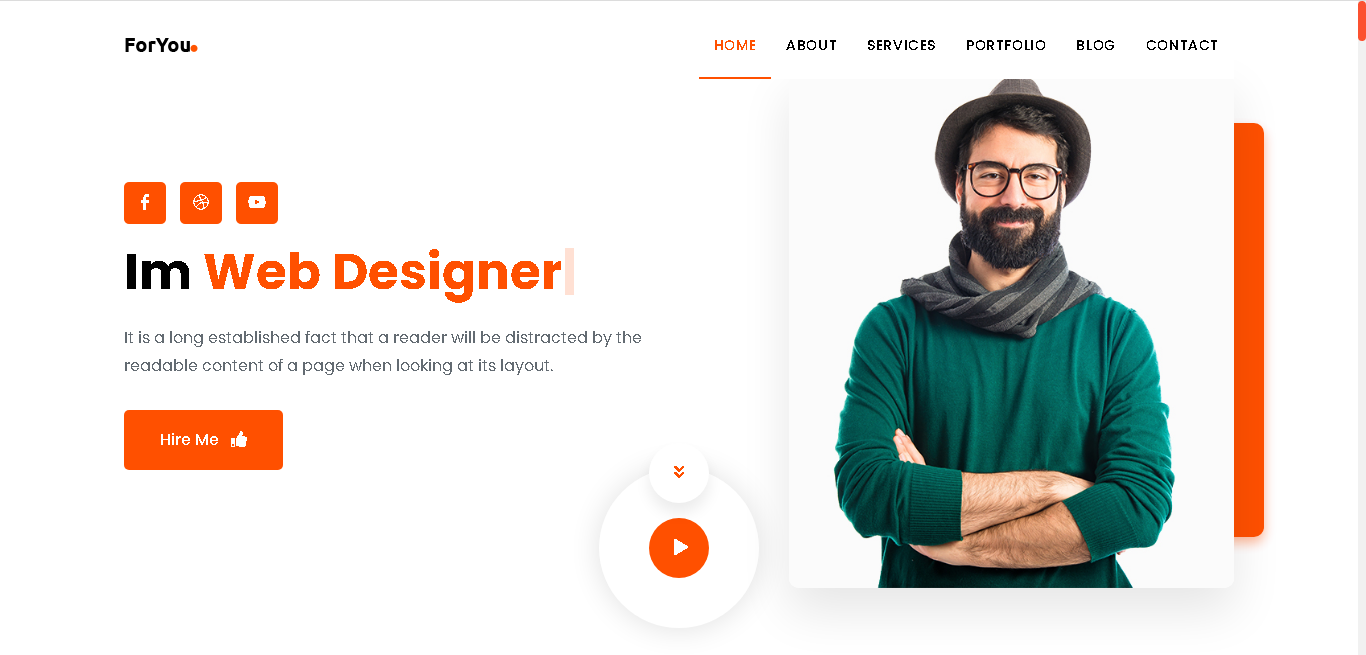 ForYou.
HOME ABOUT SERVICES PORTFOLIO BLOG CONTACT
Im Web Designer
It is a long established fact that a reader will be distracted by the
readable content of a page when looking at its layout.
Hire Me